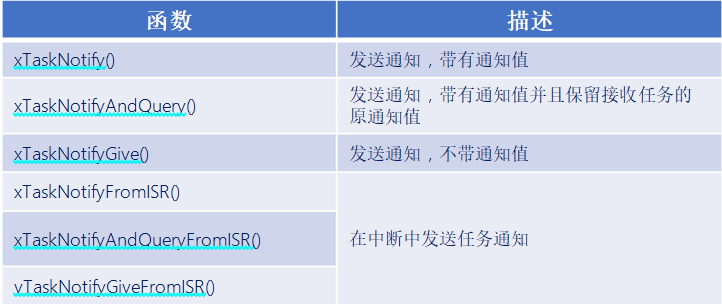 函数
描述
xTaskNotify()
发送通知，带有通知值
xTaskNotifyAndQuery()
发送通知，带有通知值并且保留接收任务的
原通知值
xTaskNotifyGive()
发送通知，不带通知值
xTaskNotifyFromISR()
xTaskNotifyAndQueryFromISR()
在中断中发送任务通知
vTaskNotifyGiveFromISR()